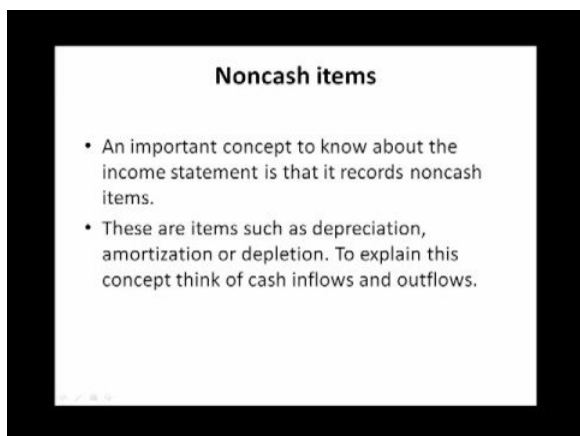 Noncash items
• An important concept to know about the
income statement is that it records noncash
items.
• These are items such as depreciation,
amortization or depletion. To explain this
concept think of cash inflows and outflows.